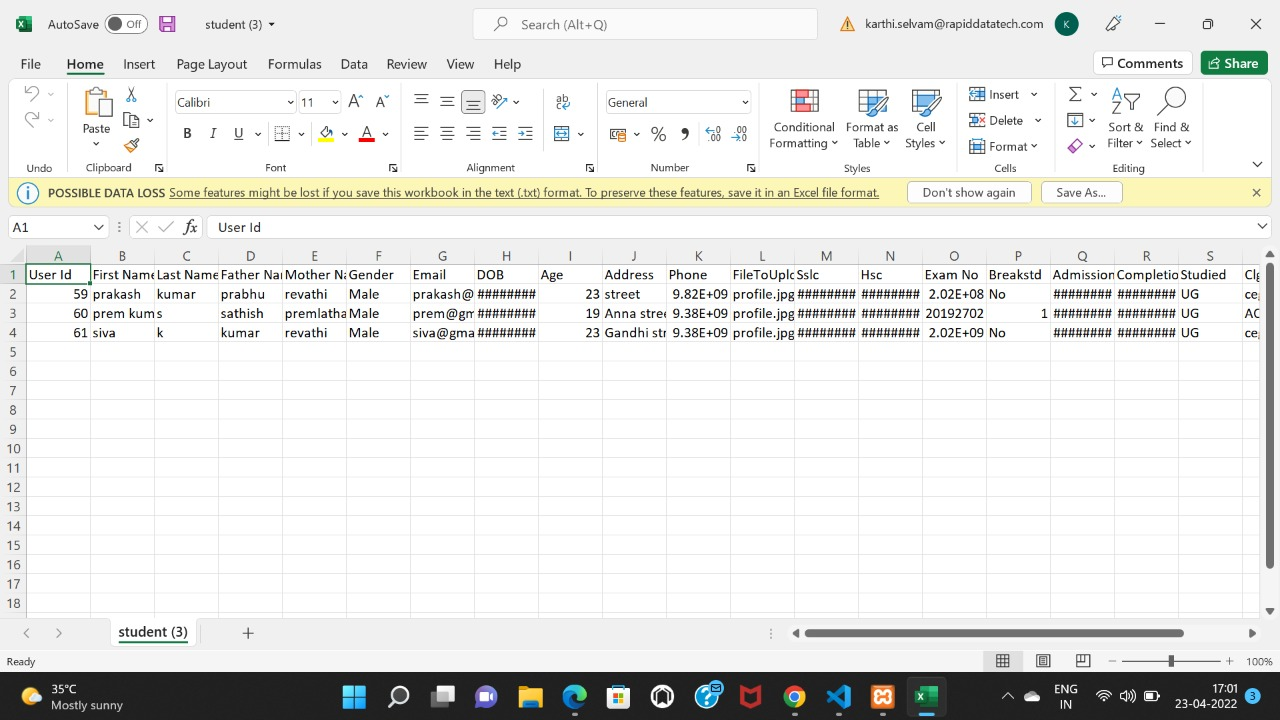 AutoSave Off student (3) Search (Alt+Q) karthi.selvam@rapiddatatech.com K
File Home Insert Page Layout Formulas Data Review View Help Comments Share
Calibri 11 General Insert
Paste Conditional Formatting Format as Table Cell Styles Delete Sort & Filter Find & Select
B I U Format
Undo Clipboard Font Alignment Number Styles Cells Editing
POSSIBLE DATA LOSS Some features might be lost if you save this workbook in the text (.txt) format. To preserve these features, save it in an Excel file format. Don't show again Save As...
A1 fx User Id
A B C D E F G H I J K L M N O P Q R S T
1 User Id First Name Last Name Father Na Mother Na Gender Email DOB Age Address Phone FileToUplo Sslc Hsc Exam No Breakstd Admission Completio Studied Clg
2 59 prakash kumar prabhu revathi Male prakash@ ######## 23 street 9.82E+09 profile.jpg ######## ######## 2.02E+08 No ######## ######## UG ceg
3 60 prem kum s sathish premlatha Male prem@gm ######## 19 Anna stree 9.38E+09 profile.jpg ######## ######## 20192702 1 ######## ######## UG AC
4 61 siva k kumar revathi Male siva@gma ######## 23 Gandhi str 9.38E+09 profile.jpg ######## ######## 2.02E+09 No ######## ######## UG ceg
5
6
7
8
9
10
11
12
13
14
15
16
17
18
student (3)
Ready 100%
35°C ENG 17:01
Mostly sunny IN 23-04-2022 3